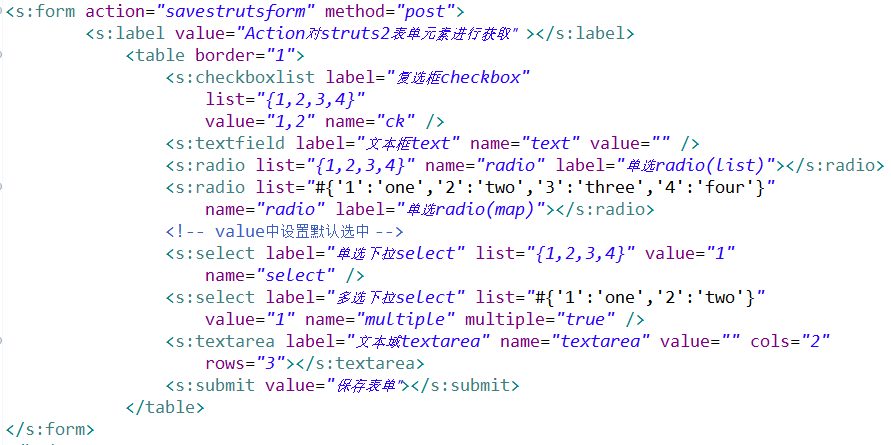 <s:form action="savestrutsform" method="post">
<s:label value="Action对struts2表单元素进行获取" ></s:label>
<table border="1">
<s:checkboxlist label="复选框checkbox"
list="{1,2,3,4}"
value="1,2" name="ck" />
<s:textfield label="文本框text" name="text" value="" />
<s:radio list="{1,2,3,4}" name="radio" label="单选radio(list)"></s:radio>
<s:radio list="#{'1':'one','2':'two','3':'three','4':'four'}"
name="radio" label="单选radio(map)"></s:radio>
<!-- value中设置默认选中 -->
<s:select label="单选下拉select" list="{1,2,3,4}" value="1"
name="select" />
<s:select label="多选下拉select" list="#{'1':'one','2':'two'}"
value="1" name="multiple" multiple="true" />
<s:textarea label="文本域textarea" name="textarea" value="" cols="2"
rows="3"></s:textarea>
<s:submit value="保存表单"></s:submit>
</table>
</s:form>